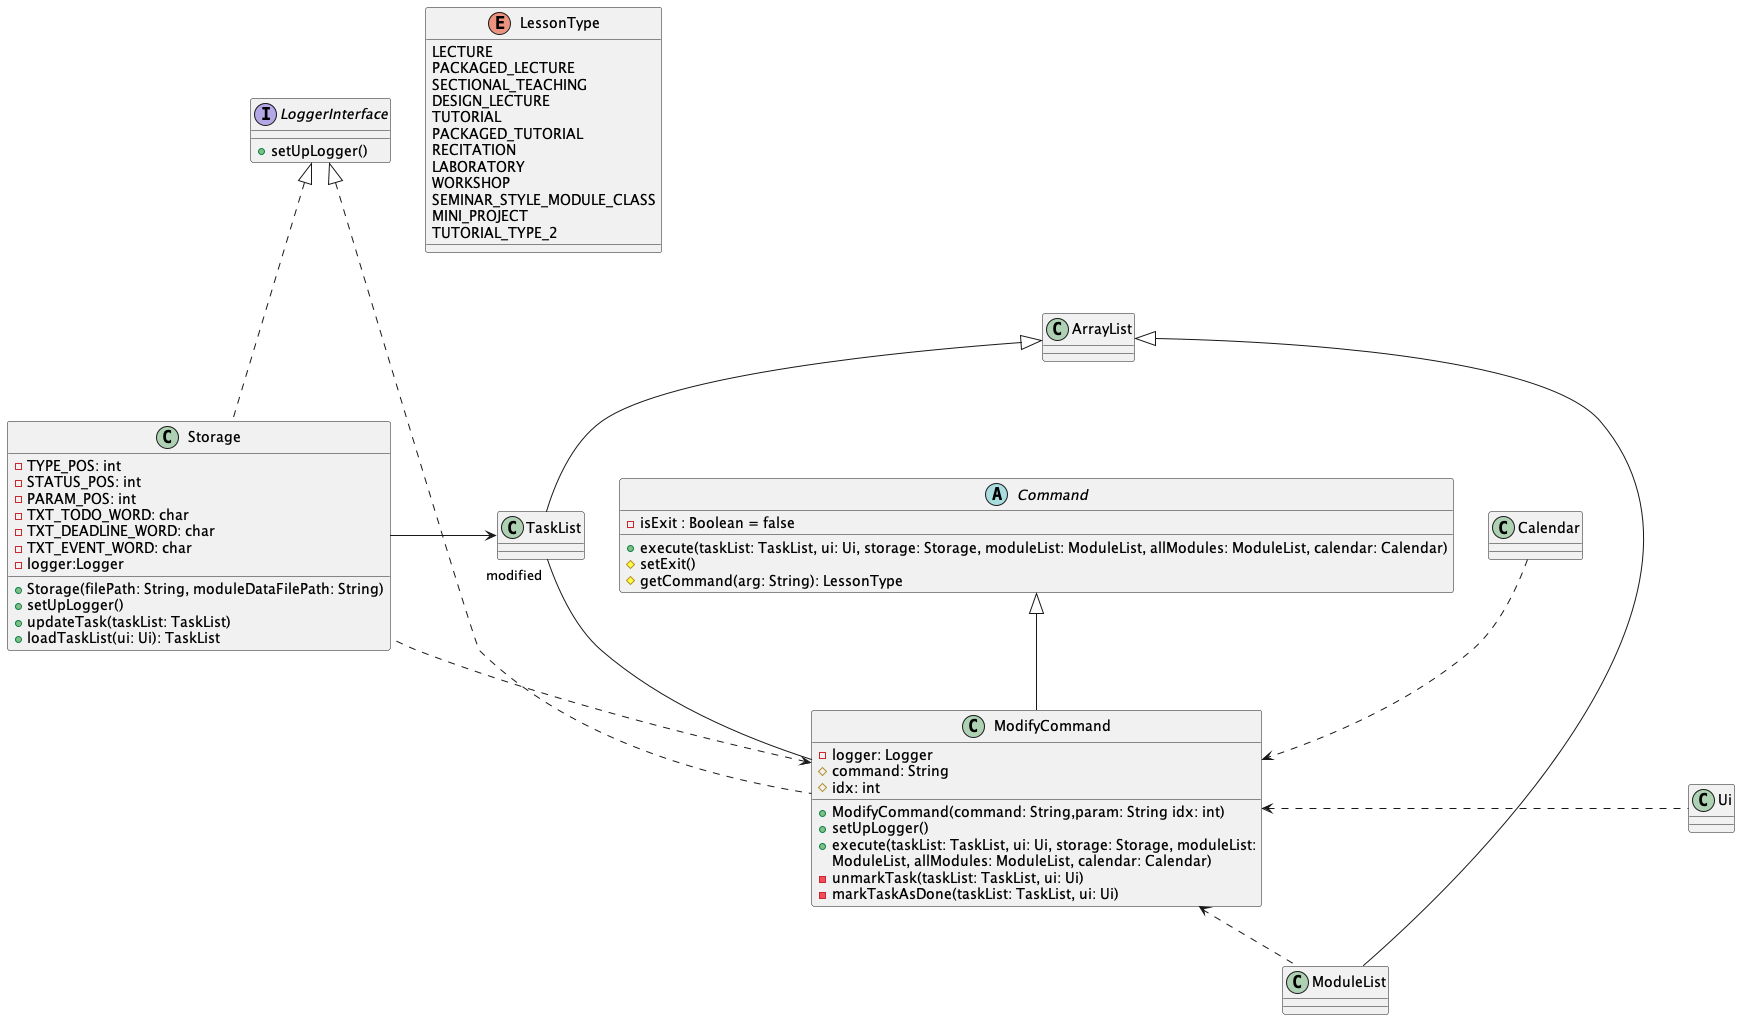 E LessonType
LECTURE
PACKAGED_LECTURE
SECTIONAL_TEACHING
DESIGN_LECTURE
TUTORIAL
PACKAGED_TUTORIAL
RECITATION
LABORATORY
WORKSHOP
SEMINAR_STYLE_MODULE_CLASS
MINI_PROJECT
TUTORIAL_TYPE_2
I LoggerInterface
setUpLogger()
C ArrayList
C Storage
TYPE_POS: int
STATUS_POS: int
PARAM_POS: int
TXT_TODO_WORD: char
TXT_DEADLINE_WORD: char
TXT_EVENT_WORD: char
logger:Logger
Storage(filePath: String, moduleDataFilePath: String)
setUpLogger()
updateTask(taskList: TaskList)
loadTaskList(ui: Ui): TaskList
C TaskList
modified
A Command
isExit : Boolean = false
execute(taskList: TaskList, ui: Ui, storage: Storage, moduleList: ModuleList, allModules: ModuleList, calendar: Calendar)
setExit()
getCommand(arg: String): LessonType
C Calendar
C ModifyCommand
logger: Logger
command: String
idx: int
ModifyCommand(command: String,param: String idx: int)
setUpLogger()
execute(taskList: TaskList, ui: Ui, storage: Storage, moduleList:
ModuleList, allModules: ModuleList, calendar: Calendar)
unmarkTask(taskList: TaskList, ui: Ui)
markTaskAsDone(taskList: TaskList, ui: Ui)
C Ui
C ModuleList